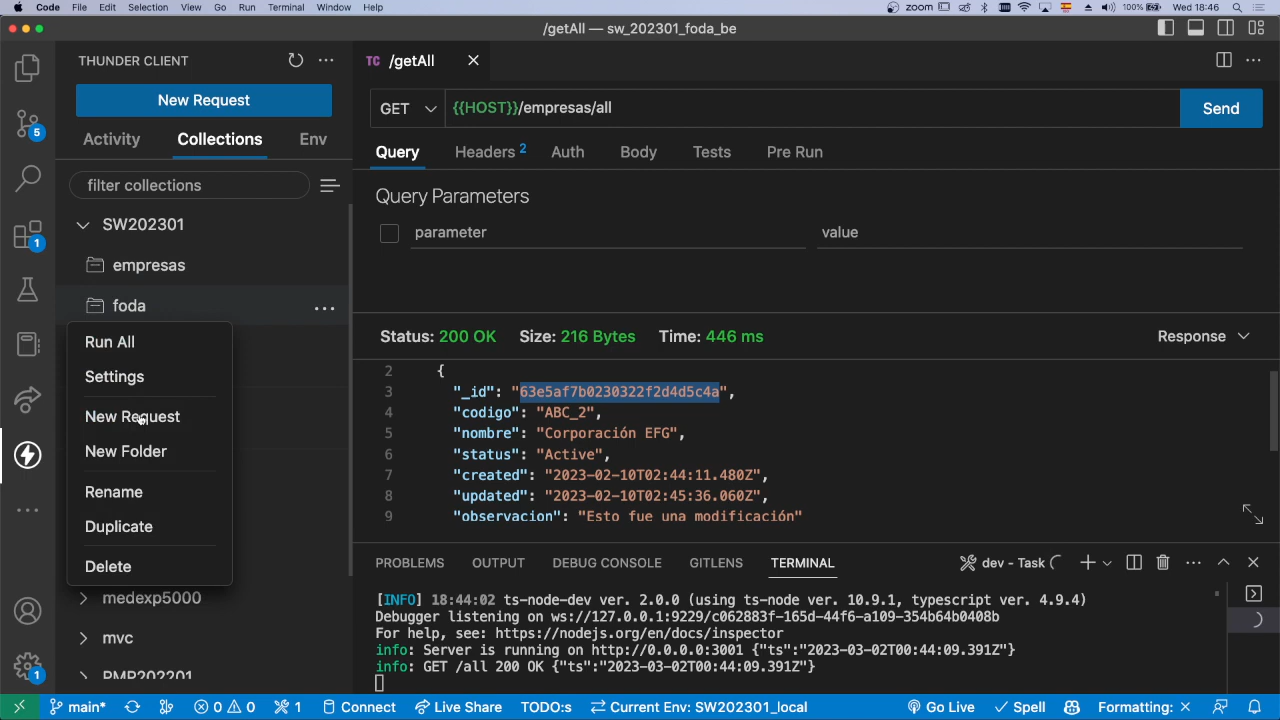 Code File Edit Selection View Go Run Terminal Window Help zoom 100% Wed 18:46
/getAll — sw_202301_foda_be
THUNDER CLIENT
New Request
Activity Collections Env
filter collections
SW202301
empresas
foda
Run All
Settings
New Request
New Folder
Rename
Duplicate
Delete
medexp5000
mvc
PMP202201
5
1
1
TC /getAll
GET {{HOST}}/empresas/all Send
Query Headers 2 Auth Body Tests Pre Run
Query Parameters
parameter value
Status: 200 OK Size: 216 Bytes Time: 446 ms Response
2 {
3 "_id": "63e5af7b0230322f2d4d5c4a",
4 "codigo": "ABC_2",
5 "nombre": "Corporación EFG",
6 "status": "Active",
7 "created": "2023-02-10T02:44:11.480Z",
8 "updated": "2023-02-10T02:45:36.060Z",
9 "observacion": "Esto fue una modificación"
PROBLEMS OUTPUT DEBUG CONSOLE GITLENS TERMINAL dev - Task
[INFO] 18:44:02 ts-node-dev ver. 2.0.0 (using ts-node ver. 10.9.1, typescript ver. 4.9.4)
Debugger listening on ws://127.0.0.1:9229/c062883f-165d-44f6-a109-354b64b0408b
For help, see: https://nodejs.org/en/docs/inspector
info: Server is running on http://0.0.0.0:3001 {"ts":"2023-03-02T00:44:09.391Z"}
info: GET /all 200 OK {"ts":"2023-03-02T00:44:09.391Z"}
main* 0 0 1 Connect Live Share TODO:s Current Env: SW202301_local Go Live Spell Formatting: